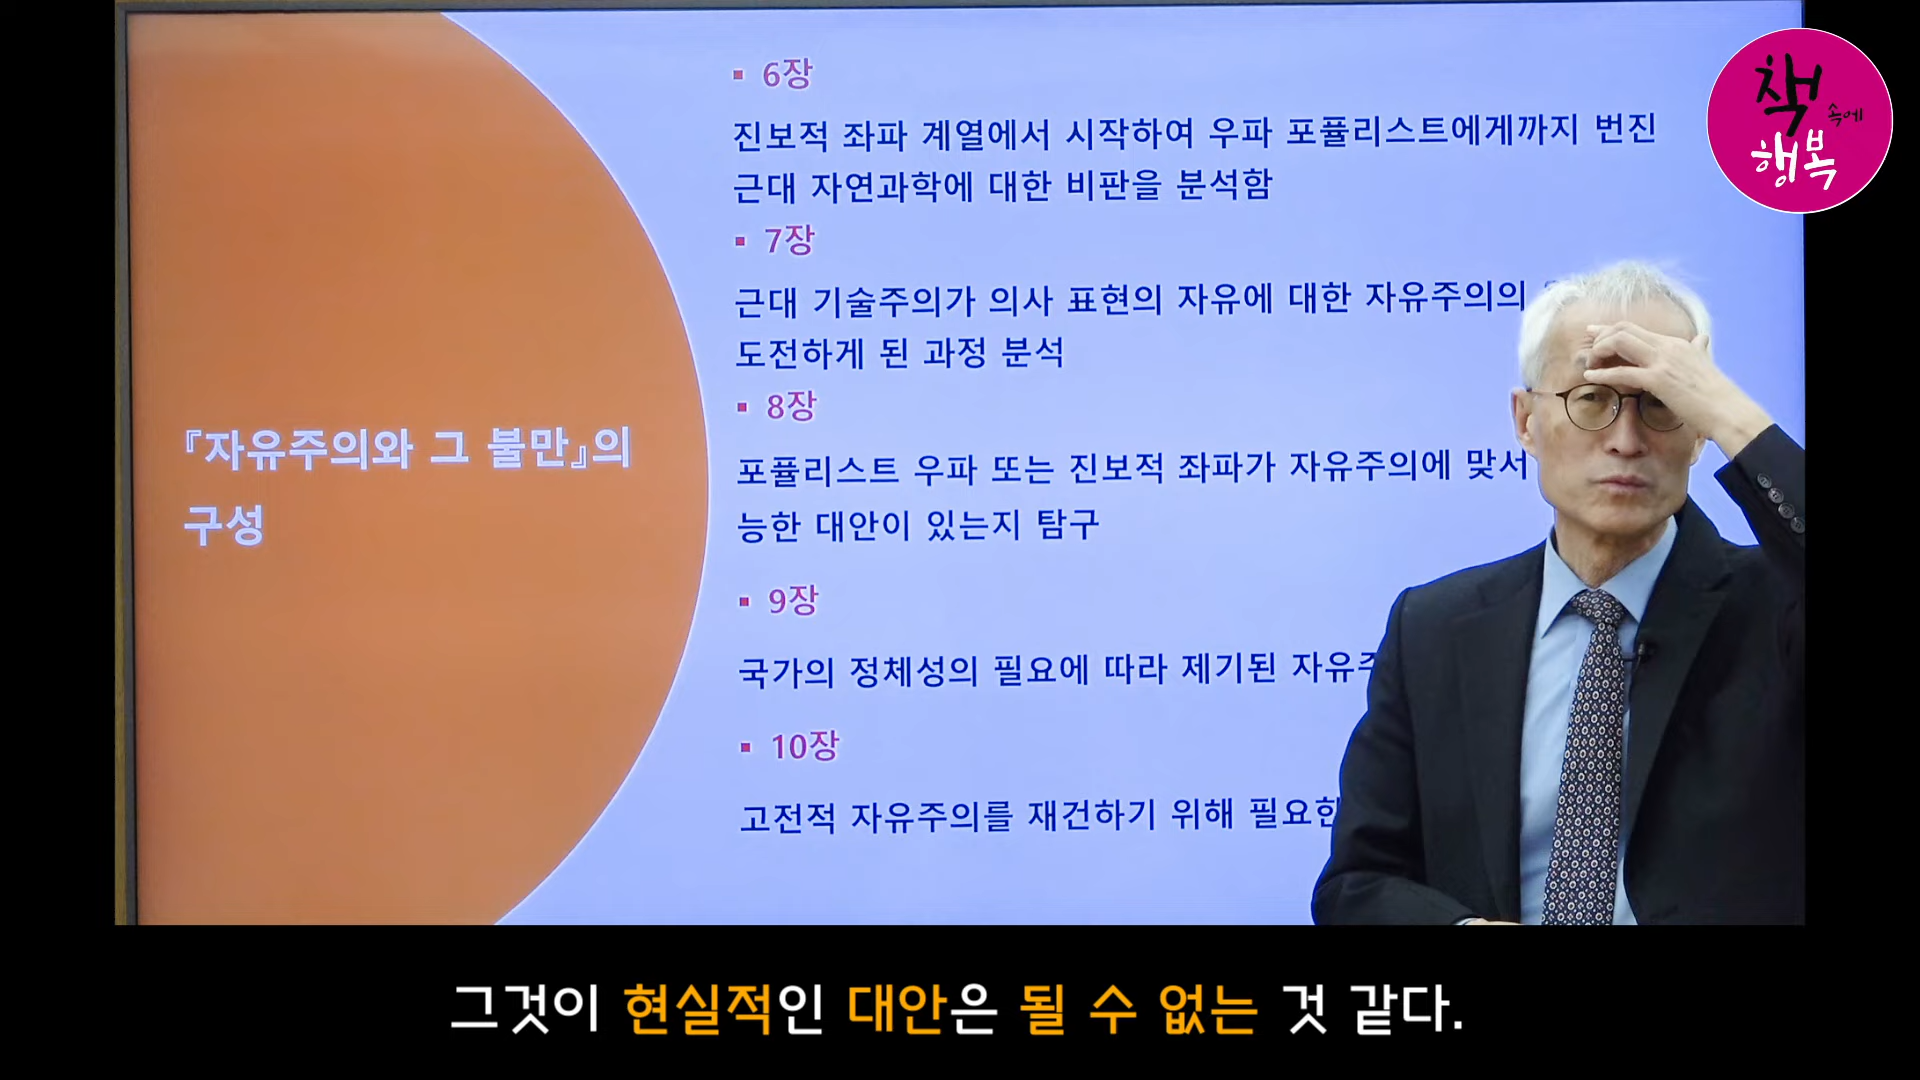 『자유주의와 그 불만』의
구성
▪ 6장
진보적 좌파 계열에서 시작하여 우파 포퓰리스트에게까지 번진
근대 자연과학에 대한 비판을 분석함
▪ 7장
근대 기술주의가 의사 표현의 자유에 대한 자유주의의
도전하게 된 과정 분석
▪ 8장
포퓰리스트 우파 또는 진보적 좌파가 자유주의에 맞서
능한 대안이 있는지 탐구
▪ 9장
국가의 정체성의 필요에 따라 제기된
▪ 10장
고전적 자유주의를 재건하기 위해 필요한
책
속에
행복
그것이 현실적인 대안은 될 수 없는 것 같다.